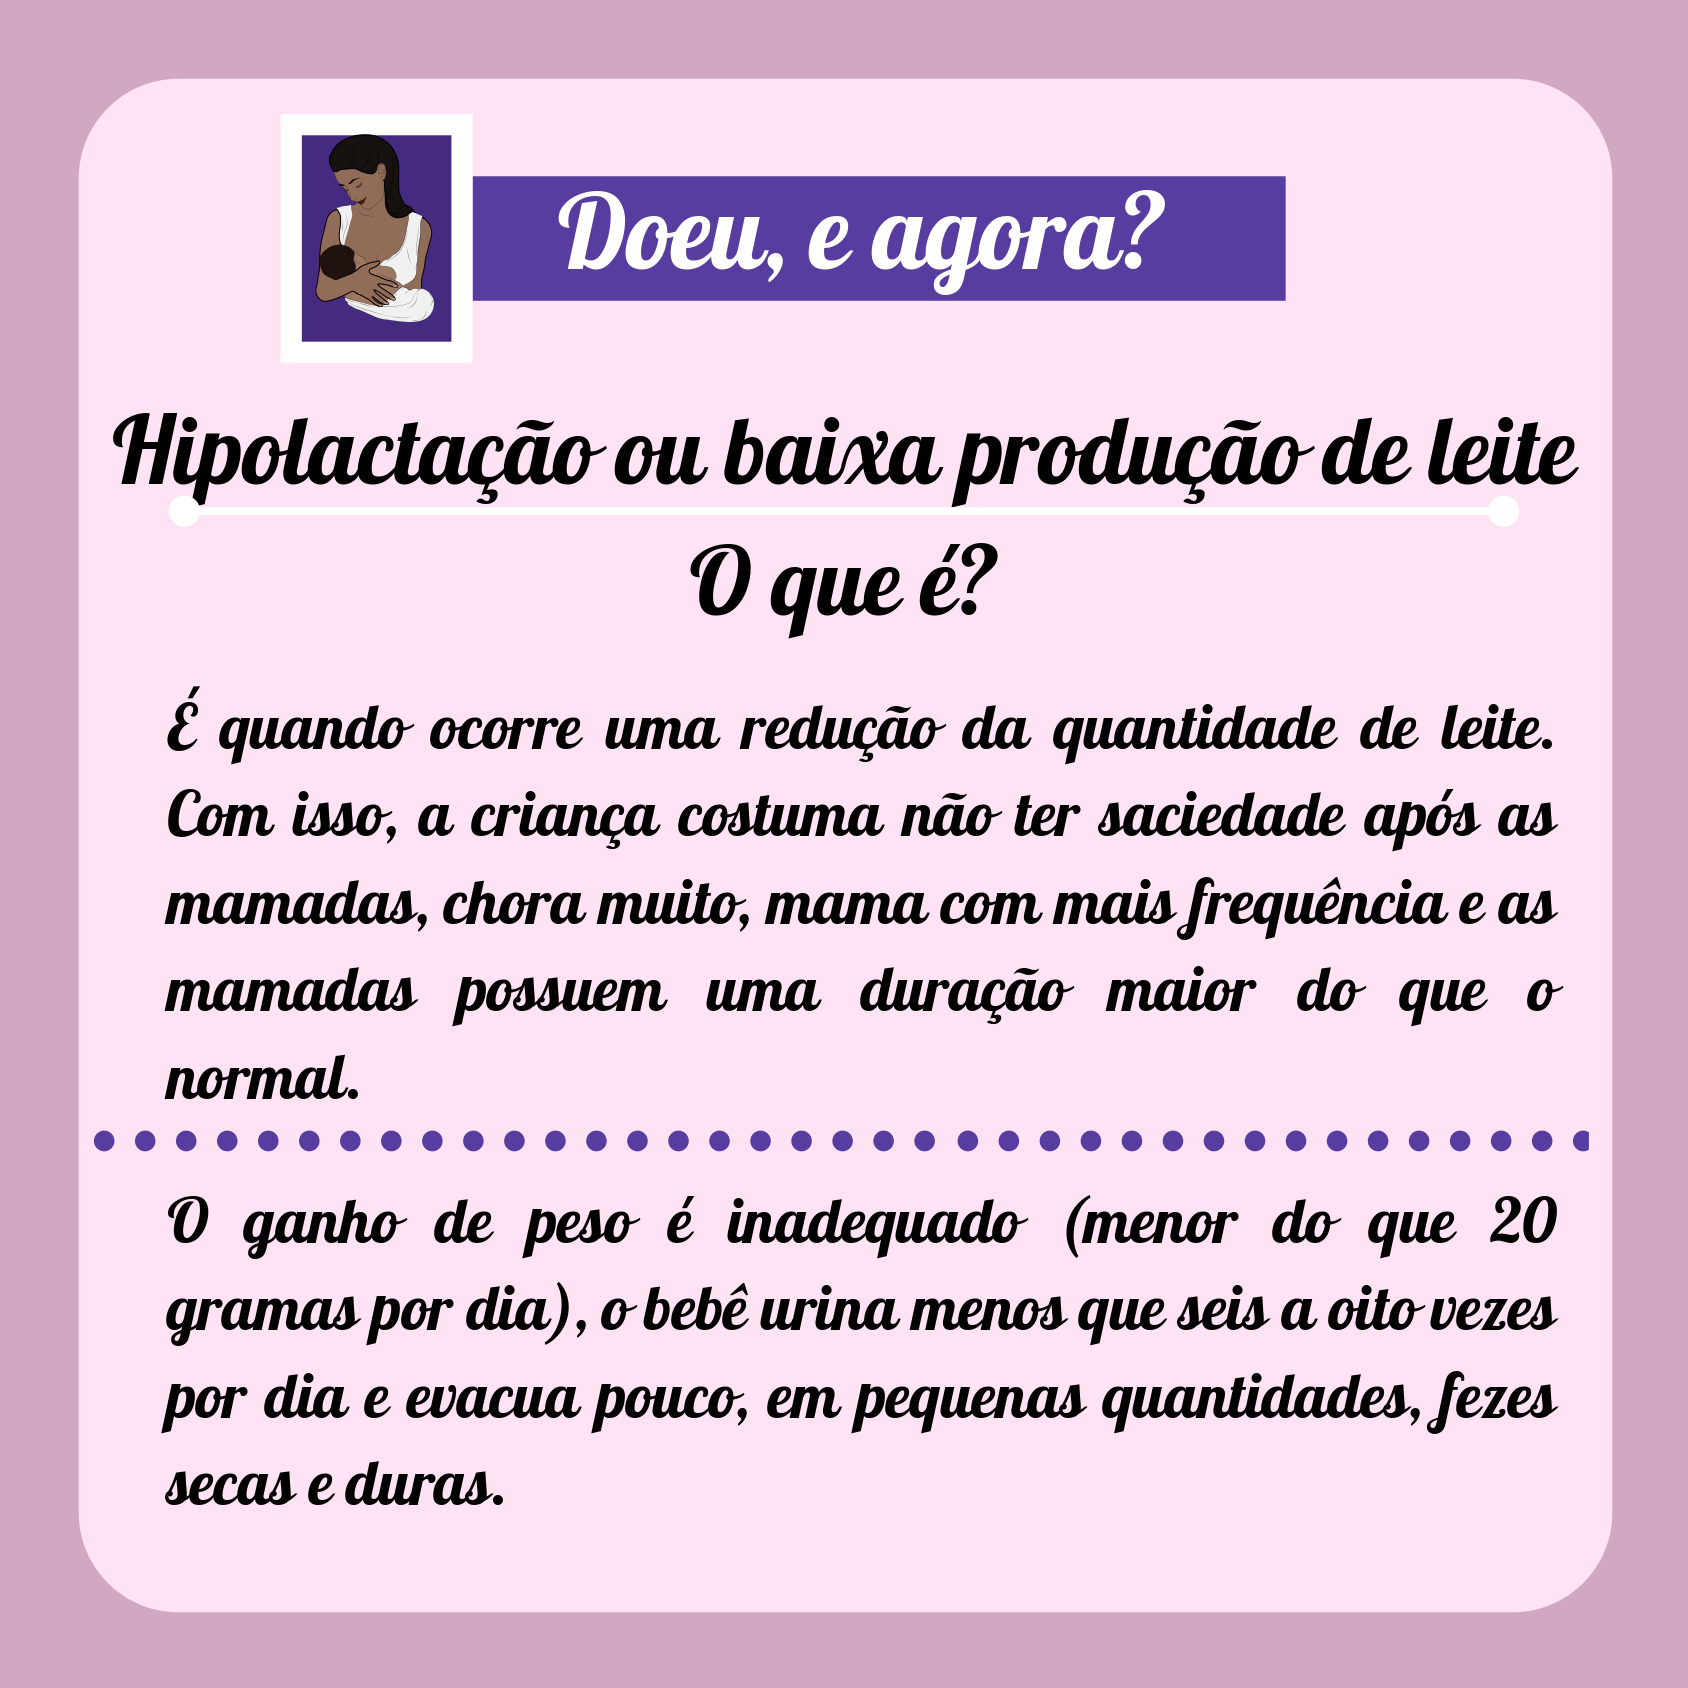 Doeu, e agora?
Hipolactação ou baixa produção de leite
O que é?
É quando ocorre uma redução da quantidade de leite.
Com isso, a criança costuma não ter saciedade após as
mamadas, chora muito, mama com mais frequência e as
mamadas possuem uma duração maior do que o
normal.
O ganho de peso é inadequado (menor do que 20
gramas por dia), o bebê urina menos que seis a oito vezes
por dia e evacua pouco, em pequenas quantidades, fezes
secas e duras.